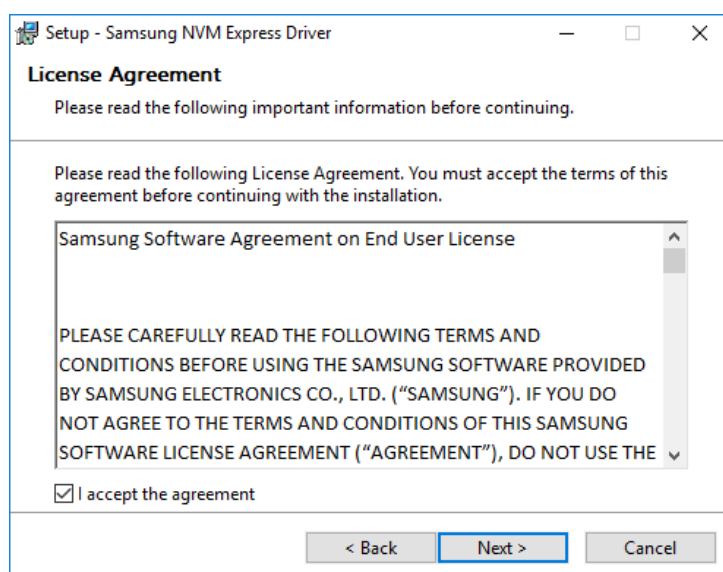 Setup - Samsung NVM Express Driver
License Agreement
Please read the following important information before continuing.
Please read the following License Agreement. You must accept the terms of this
agreement before continuing with the installation.
Samsung Software Agreement on End User License
PLEASE CAREFULLY READ THE FOLLOWING TERMS AND
CONDITIONS BEFORE USING THE SAMSUNG SOFTWARE PROVIDED
BY SAMSUNG ELECTRONICS CO., LTD. (“SAMSUNG”). IF YOU DO
NOT AGREE TO THE TERMS AND CONDITIONS OF THIS SAMSUNG
SOFTWARE LICENSE AGREEMENT (“AGREEMENT”), DO NOT USE THE
I accept the agreement
< Back Next > Cancel